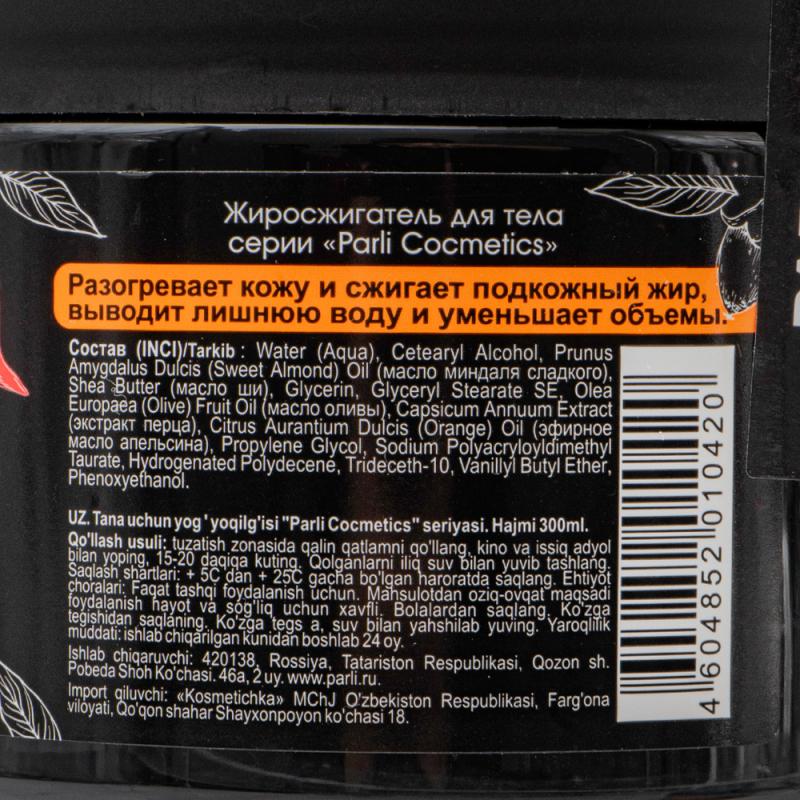 Жиросжигатель для тела
серии «Parli Cocmetics»
Разогревает кожу и сжигает подкожный жир,
выводит лишнюю воду и уменьшает объемы.
Состав (INCI)/Tarkib : Water (Aqua), Cetearyl Alcohol, Prunus
Amygdalus Dulcis (Sweet Almond) Oil (масло миндаля сладкого),
Shea Butter (масло ши), Glycerin, Glyceryl Stearate SE, Olea
Europaea (Olive) Fruit Oil (масло оливы), Capsicum Annuum Extract
(экстракт перца), Citrus Aurantium Dulcis (Orange) Oil (эфирное
масло апельсина), Propylene Glycol, Sodium Polyacryloyldimethyl
Taurate, Hydrogenated Polydecene, Trideceth-10, Vanillyl Butyl Ether,
Phenoxyethanol.
UZ. Tana uchun yog ' yoqilg'isi "Parli Cocmetics" seriyasi. Hajmi 300ml.
Qo'llash usuli: tuzatish zonasida qalin qatlamni qo'llang, kino va issiq adyol
bilan yoping, 15-20 daqiqa kuting. Qolganlarni iliq suv bilan yuvib tashlang.
Saqlash shartlari: + 5C dan + 25C gacha bo'lgan haroratda saqlang. Ehtiyot
choralari: Faqat tashqi foydalanish uchun. Mahsulotdan oziq-ovqat maqsadi
foydalanish hayot va sog'liq uchun xavfli. Bolalardan saqlang. Ko'zga
tegishidan saqlaning. Ko'zga tegs a, suv bilan yahshilab yuving. Yaroqlilik
muddati: ishlab chiqarilgan kunidan boshlab 24 oy.
Ishlab chiqaruvchi: 420138, Rossiya, Tatariston Respublikasi, Qozon sh.
Pobeda Shoh Ko'chasi. 46a, 2 uy. www.parli.ru.
Import qiluvchi: «Kosmetichka» MChJ O'zbekiston Respublikasi, Farg'ona
viloyati, Qo'qon shahar Shayxonpoyon ko'chasi 18.
4 604852 010420